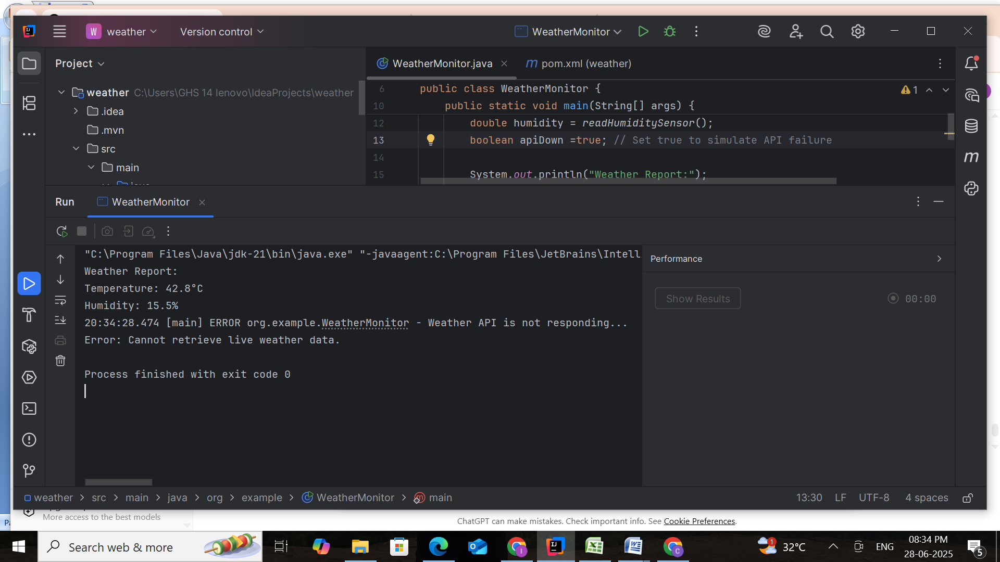 W weather Version control WeatherMonitor
Project
WeatherMonitor.java
pom.xml (weather)
weather C:\Users\GHS 14 lenovo\IdeaProjects\weather
.idea
.mvn
src
main
6 public class WeatherMonitor {
10 public static void main(String[] args) {
12 double humidity = readHumiditySensor();
13 boolean apiDown =true; // Set true to simulate API failure
14
15 System.out.println("Weather Report:");
1
Run WeatherMonitor
"C:\Program Files\Java\jdk-21\bin\java.exe" "-javaagent:C:\Program Files\JetBrains\Intell
Weather Report:
Temperature: 42.8°C
Humidity: 15.5%
20:34:28.474 [main] ERROR org.example.WeatherMonitor - Weather API is not responding...
Error: Cannot retrieve live weather data.
Process finished with exit code 0
Performance
Show Results 00:00
weather > src > main > java > org > example > WeatherMonitor > main
13:30 LF UTF-8 4 spaces
More access to the best models
ChatGPT can make mistakes. Check important info. See Cookie Preferences.
Search web & more
1 32°C ENG
08:34 PM
28-06-2025
5